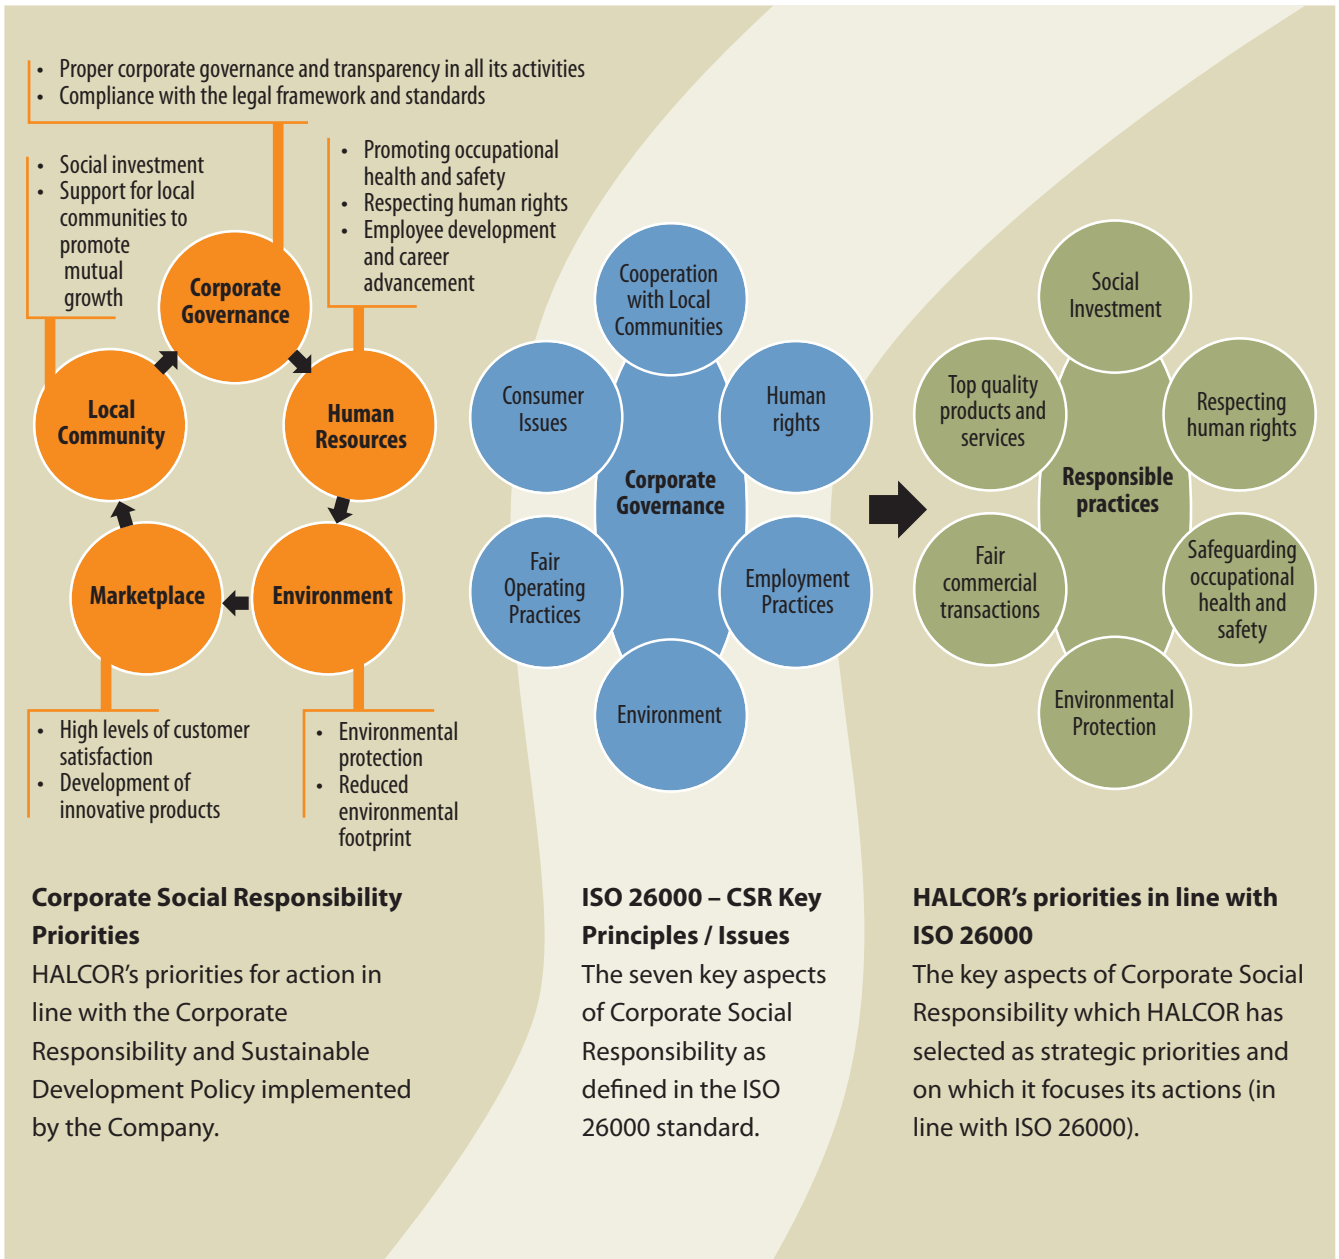 • Proper corporate governance and transparency in all its activities
• Compliance with the legal framework and standards
• Social investment
• Support for local
communities to
promote
mutual
growth
• Promoting occupational
health and safety
• Respecting human rights
• Employee development
and career
advancement
Corporate
Governance
Human
Resources
Environment
Marketplace
Local
Community
• High levels of customer
satisfaction
• Development of
innovative products
• Environmental
protection
• Reduced
environmental
footprint
Cooperation
with Local
Communities
Human
rights
Employment
Practices
Environment
Fair
Operating
Practices
Consumer
Issues
Corporate
Governance
Social
Investment
Respecting
human rights
Safeguarding
occupational
health and
safety
Environmental
Protection
Fair
commercial
transactions
Top quality
products and
services
Responsible
practices
Corporate Social Responsibility
Priorities
HALCOR's priorities for action in
line with the Corporate
Responsibility and Sustainable
Development Policy implemented
by the Company.
ISO 26000 – CSR Key
Principles / Issues
The seven key aspects
of Corporate Social
Responsibility as
defined in the ISO
26000 standard.
HALCOR's priorities in line with
ISO 26000
The key aspects of Corporate Social
Responsibility which HALCOR has
selected as strategic priorities and
on which it focuses its actions (in
line with ISO 26000).